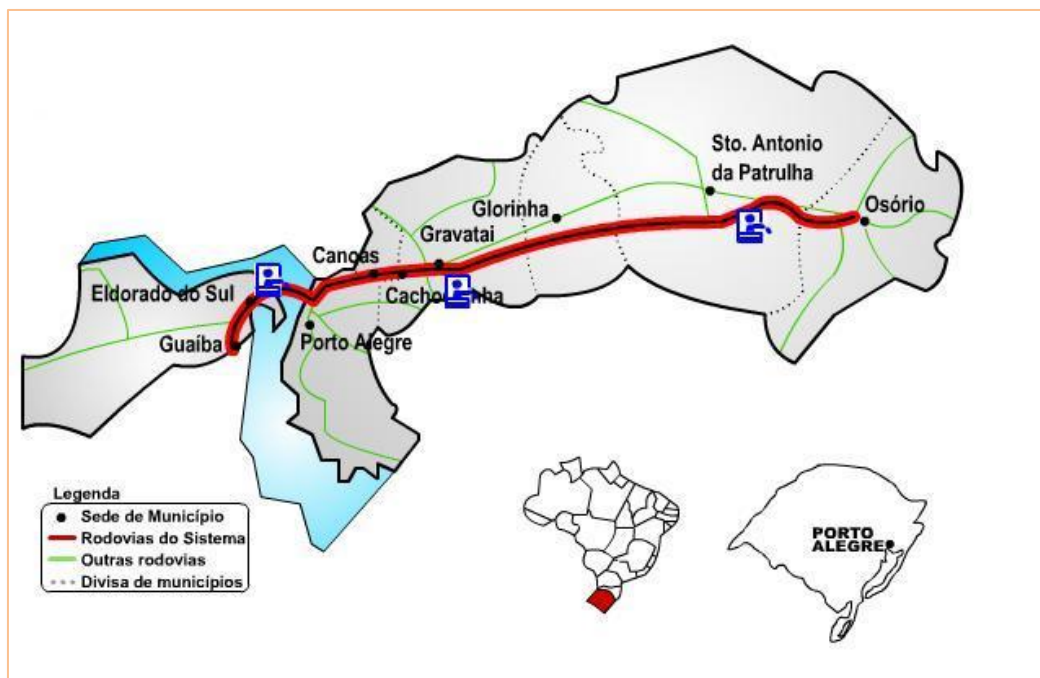 Sto. Antonio
da Patrulha
Osório
Glorinha
Gravatai
Canoas
Eldorado do Sul
Guaíba
Porto Alegre
Legenda
Sede de Município
Rodovias do Sistema
Outras rodovias
Divisa de municípios
PORTO
ALEGRE